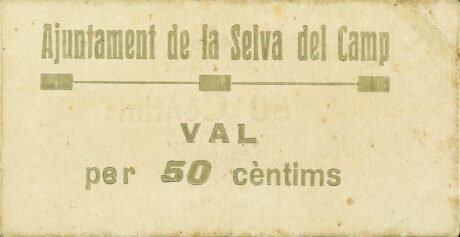 Ajuntament de la Selva del Camp
VAL
per 50 cèntims